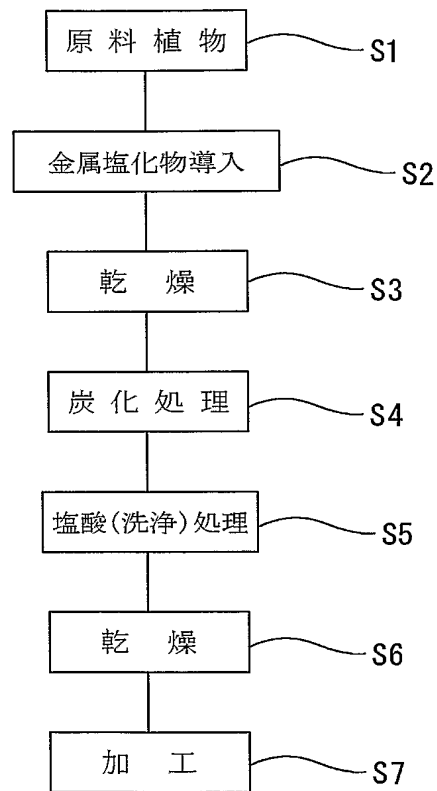 原料植物
S1
金属塩化物導入
S2
乾燥
S3
炭化処理
S4
塩酸(洗浄)処理
S5
乾燥
S6
加工
S7